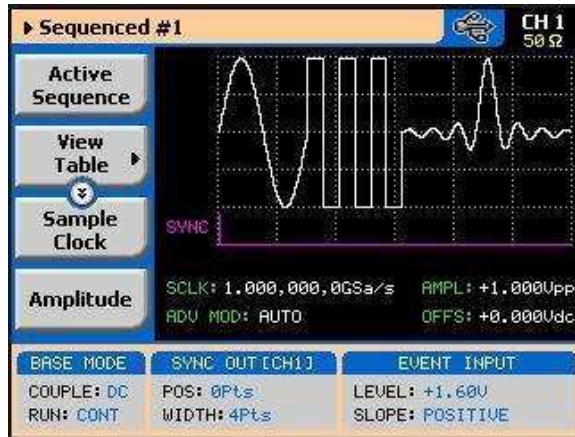 Sequenced #1
CH 1
50 Ω
Active
Sequence
View
Table
Sample
Clock
Amplitude
SYNC
SCLK: 1.000,000,0GSa/s AMPL: +1.000Vpp
ADV MOD: AUTO OFFS: +0.000Vdc
BASE MODE SYNC OUT[CH1] EVENT INPUT
COUPLE: DC POS: 0Pts LEVEL: +1.60V
RUN: CONT WIDTH: 4Pts SLOPE: POSITIVE